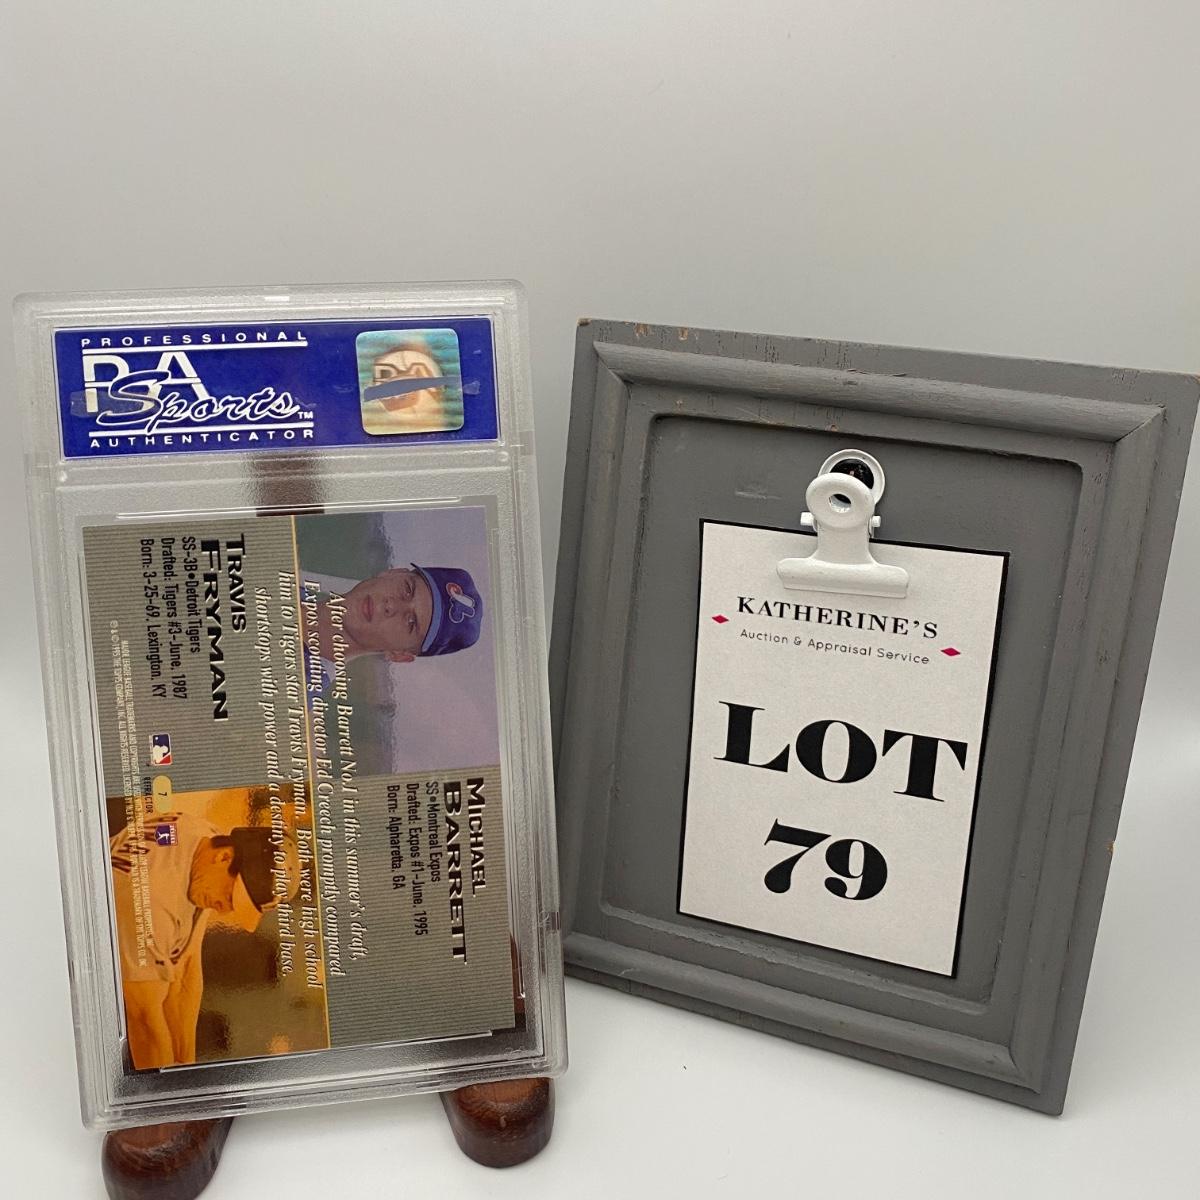 PROFESSIONAL
PSA
Sports™
AUTHENTICATOR
MICHAEL
BARRETT
SS•Montreal Expos
Drafted: Expos #1-June, 1995
Born: Alpharetta, GA
After choosing Barrett No.1 in this summer's draft,
Expos scouting director Ed Creech promptly compared
him to Tigers star Travis Fryman. Both were high school
shortstops with power and a destiny to play third base.
TRAVIS
FRYMAN
SS-3B•Detroit Tigers
Drafted: Tigers #3-June, 1987
Born: 3-25-69, Lexington, KY
7
REFRACTOR
KATHERINE'S
Auction & Appraisal Service
LOT
79